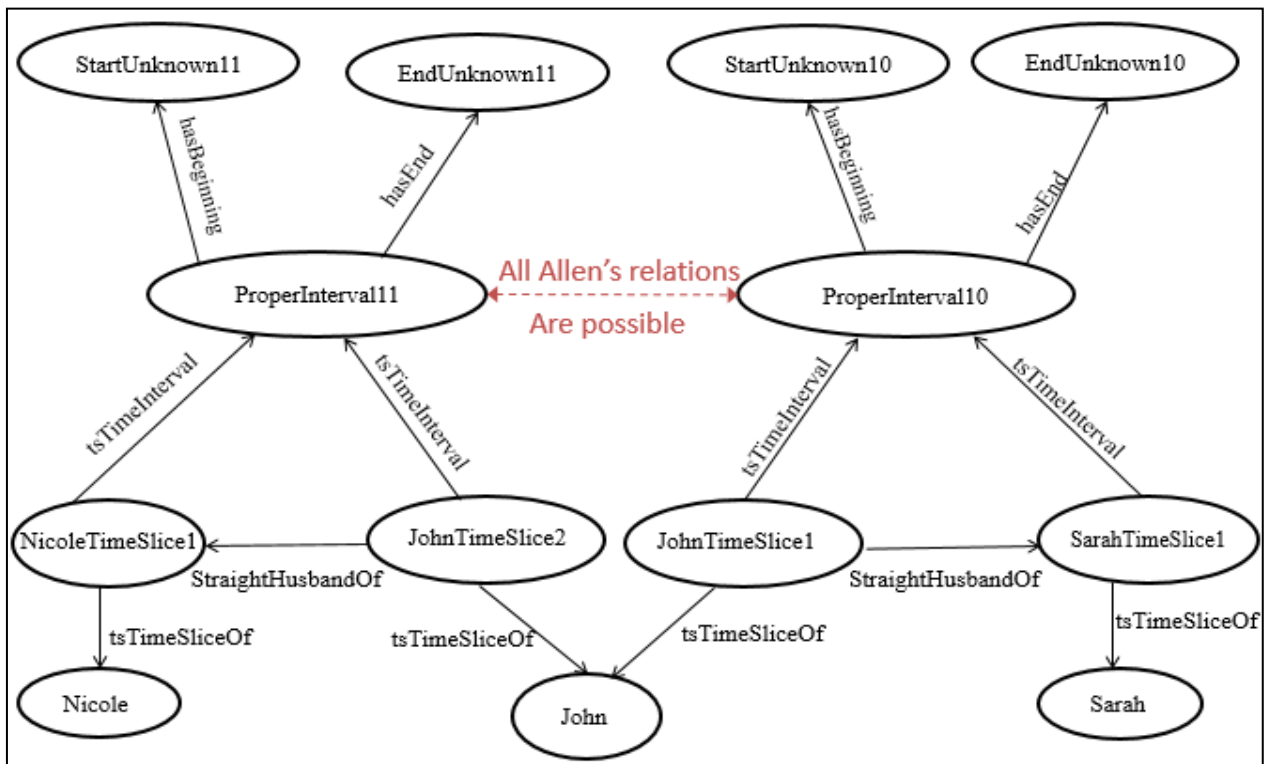 StartUnknown11
EndUnknown11
StartUnknown10
EndUnknown10
hasBeginning
hasEnd
hasBeginning
hasEnd
ProperInterval11
All Allen's relations
Are possible
ProperInterval10
tsTimeInterval
tsTimeInterval
tsTimeInterval
tsTimeInterval
NicoleTimeSlice1
JohnTimeSlice2
JohnTimeSlice1
SarahTimeSlice1
StraightHusbandOf
StraightHusbandOf
tsTimeSliceOf
tsTimeSliceOf
tsTimeSliceOf
tsTimeSliceOf
Nicole
John
Sarah